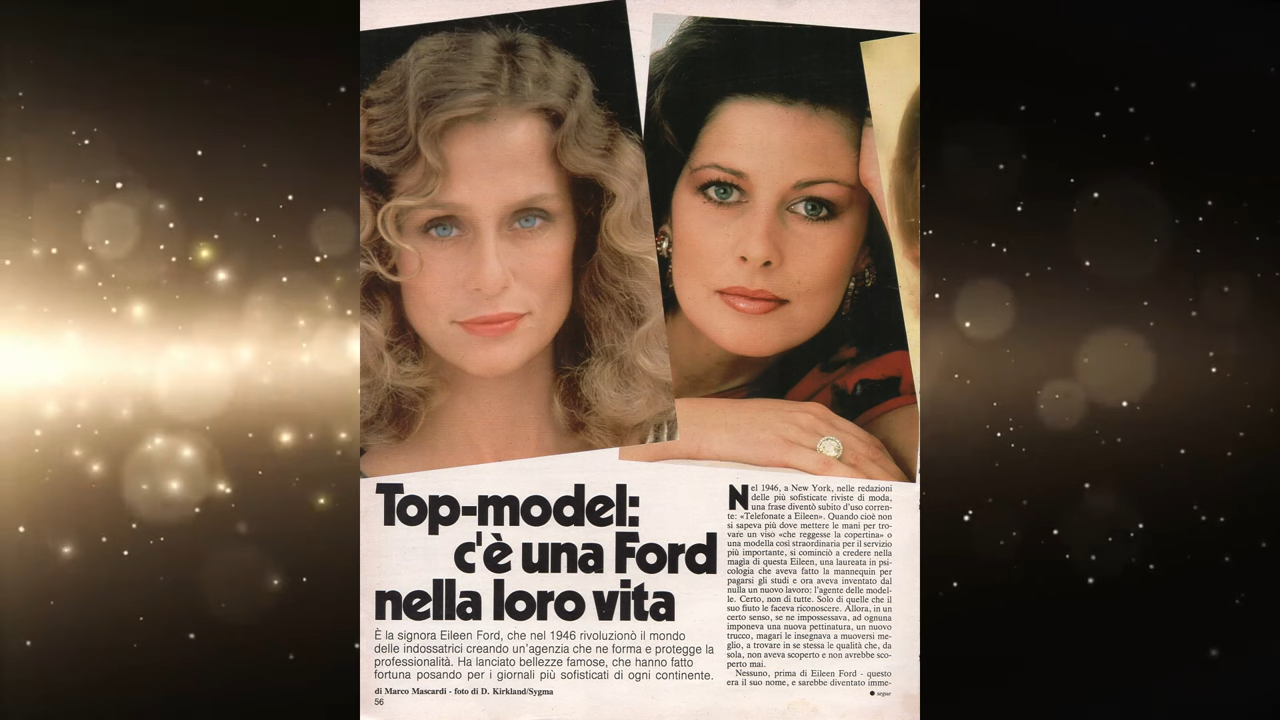 Top-model:
c'è una Ford
nella loro vita
È la signora Eileen Ford, che nel 1946 rivoluzionò il mondo
delle indossatrici creando un'agenzia che ne forma e protegge la
professionalità. Ha lanciato bellezze famose, che hanno fatto
fortuna posando per i giornali più sofisticati di ogni continente.
di Marco Mascardi - foto di D. Kirkland/Sygma
56
Nel 1946, a New York, nelle redazioni
delle più sofisticate riviste di moda,
una frase diventò subito d'uso corren-
te: «Telefonate a Eileen». Quando cioè non
si sapeva più dove mettere le mani per tro-
vare un viso «che reggesse la copertina» o
una modella così straordinaria per il servizio
più importante, si cominciò a credere nella
magìa di questa Eileen, una laureata in psi-
cologia che aveva fatto la mannequin per
pagarsi gli studi e ora aveva inventato dal
nulla un nuovo lavoro: l'agente delle model-
le. Certo, non di tutte. Solo di quelle che il
suo fiuto le faceva riconoscere. Allora, in un
certo senso, se ne impossessava, ad ognuna
imponeva una nuova pettinatura, un nuovo
trucco, magari le insegnava a muoversi me-
glio, a trovare in se stessa le qualità che, da
sola, non aveva scoperto e non avrebbe sco-
perto mai.
Nessuno, prima di Eileen Ford - questo
era il suo nome, e sarebbe diventato imme-
● segue